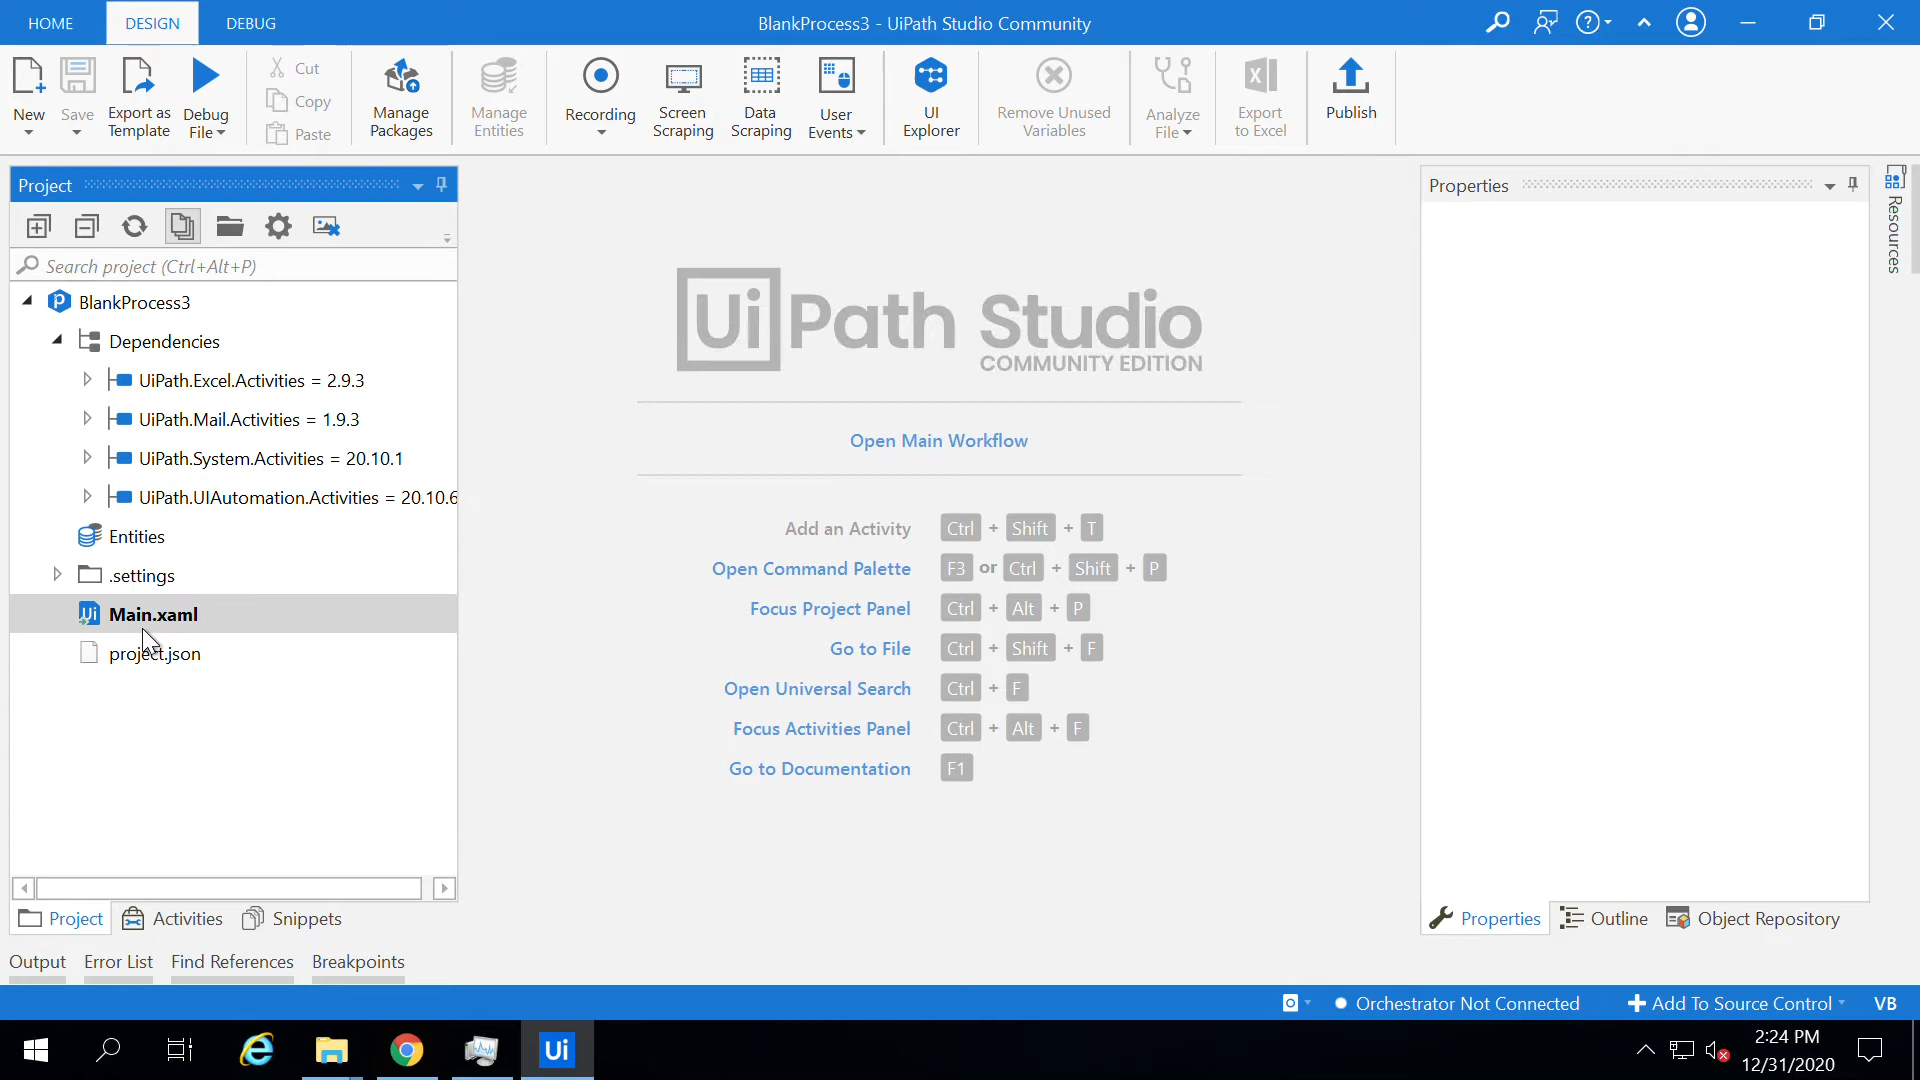 HOME
DESIGN
DEBUG
BlankProcess3 - UiPath Studio Community
New
Save
Export as
Template
Debug
File
Cut
Copy
Paste
Manage
Packages
Manage
Entities
Recording
Screen
Scraping
Data
Scraping
User
Events
UI
Explorer
Remove Unused
Variables
Analyze
File
Export
to Excel
Publish
Project
Search project (Ctrl+Alt+P)
BlankProcess3
Dependencies
UiPath.Excel.Activities = 2.9.3
UiPath.Mail.Activities = 1.9.3
UiPath.System.Activities = 20.10.1
UiPath.UIAutomation.Activities = 20.10.6
Entities
.settings
Main.xaml
project.json
Project
Activities
Snippets
Output
Error List
Find References
Breakpoints
UiPath Studio
COMMUNITY EDITION
Open Main Workflow
Add an Activity Ctrl + Shift + T
Open Command Palette F3 or Ctrl + Shift + P
Focus Project Panel Ctrl + Alt + P
Go to File Ctrl + Shift + F
Open Universal Search Ctrl + F
Focus Activities Panel Ctrl + Alt + F
Go to Documentation F1
Properties
Resources
Properties
Outline
Object Repository
Orchestrator Not Connected
Add To Source Control
VB
Ui
2:24 PM
12/31/2020